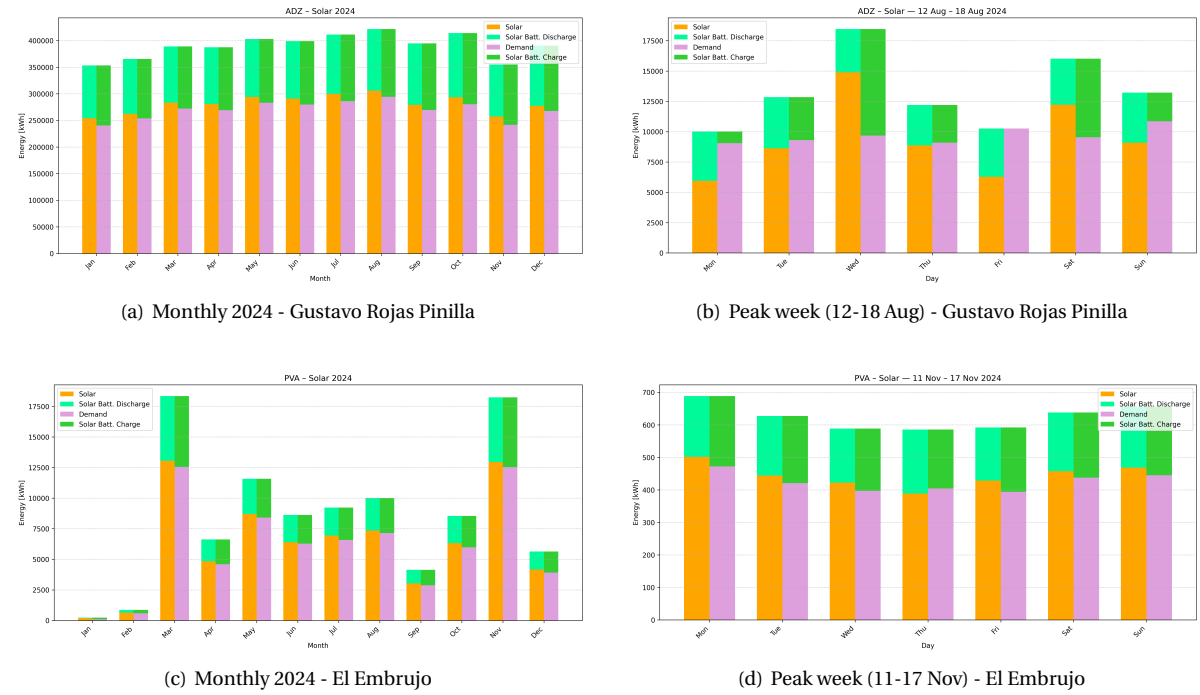 ADZ – Solar 2024
Energy [kWh]
400000
350000
300000
250000
200000
150000
100000
50000
0
Solar
Solar Batt. Discharge
Demand
Solar Batt. Charge
Jan Feb Mar Apr May Jun Jul Aug Sep Oct Nov Dec
Month
(a) Monthly 2024 - Gustavo Rojas Pinilla
ADZ – Solar — 12 Aug – 18 Aug 2024
Energy [kWh]
17500
15000
12500
10000
7500
5000
2500
0
Solar
Solar Batt. Discharge
Demand
Solar Batt. Charge
Mon Tue Wed Thu Fri Sat Sun
Day
(b) Peak week (12-18 Aug) - Gustavo Rojas Pinilla
PVA – Solar 2024
Energy [kWh]
17500
15000
12500
10000
7500
5000
2500
0
Solar
Solar Batt. Discharge
Demand
Solar Batt. Charge
Jan Feb Mar Apr May Jun Jul Aug Sep Oct Nov Dec
Month
(c) Monthly 2024 - El Embrujo
PVA – Solar — 11 Nov – 17 Nov 2024
Energy [kWh]
700
600
500
400
300
200
100
0
Solar
Solar Batt. Discharge
Demand
Solar Batt. Charge
Mon Tue Wed Thu Fri Sat Sun
Day
(d) Peak week (11-17 Nov) - El Embrujo